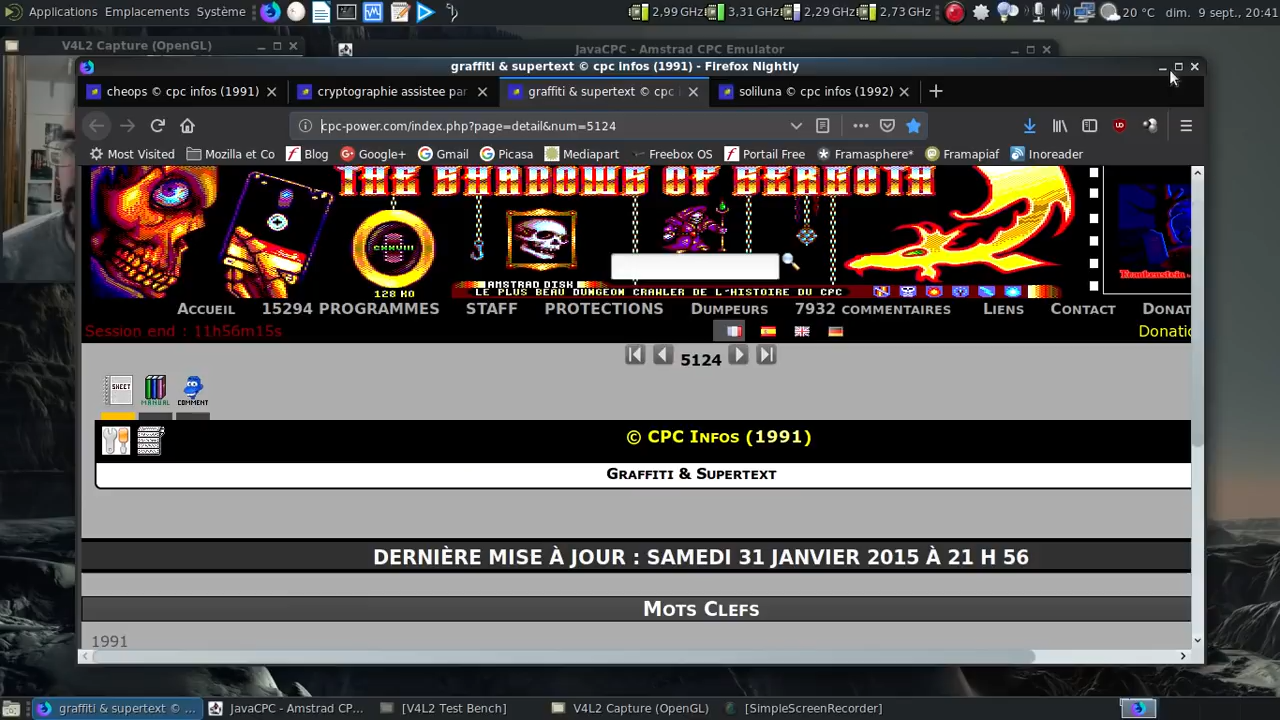 Applications Emplacements Système 2,99 GHz 3,31 GHz 2,29 GHz 2,73 GHz 20 °C dim. 9 sept., 20:41
V4L2 Capture (OpenGL)
JavaCPC - Amstrad CPC Emulator
graffiti & supertext © cpc infos (1991) - Firefox Nightly
cheops © cpc infos (1991) cryptographie assistee par graffiti & supertext © cpc i soliluna © cpc infos (1992)
cpc-power.com/index.php?page=detail&num=5124
Most Visited Mozilla et Co Blog Google+ Gmail Picasa Mediapart Freebox OS Portail Free Framasphere* Framapiaf Inoreader
THE SHADOWS OF SERGOTH
CXXVIII
128 KO
AMSTRAD DISK
LE PLUS BEAU DUNGEON CRAWLER DE L'HISTOIRE DU CPC
Frankenstein
Accueil 15294 PROGRAMMES STAFF PROTECTIONS Dumpeurs 7932 commentaires Liens Contact Donat
Session end : 11h56m15s
Donatio
5124
SHEET MANUAL COMMENT
© CPC Infos (1991)
Graffiti & Supertext
DERNIÈRE MISE À JOUR : SAMEDI 31 JANVIER 2015 À 21 H 56
Mots Clefs
1991
graffiti & supertext © ... JavaCPC - Amstrad CP... [V4L2 Test Bench] V4L2 Capture (OpenGL) [SimpleScreenRecorder]